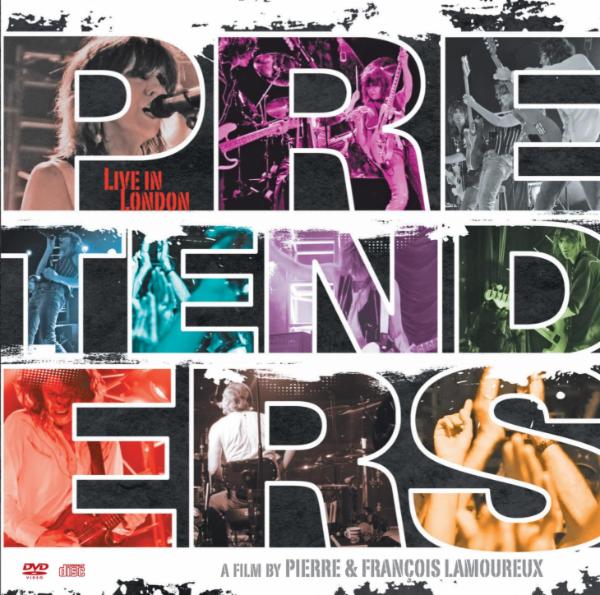 PRE
LIVE IN
LONDON
TEND
ERS
DVD
VIDEO
disc
A FILM BY PIERRE & FRANÇOIS LAMOUREUX